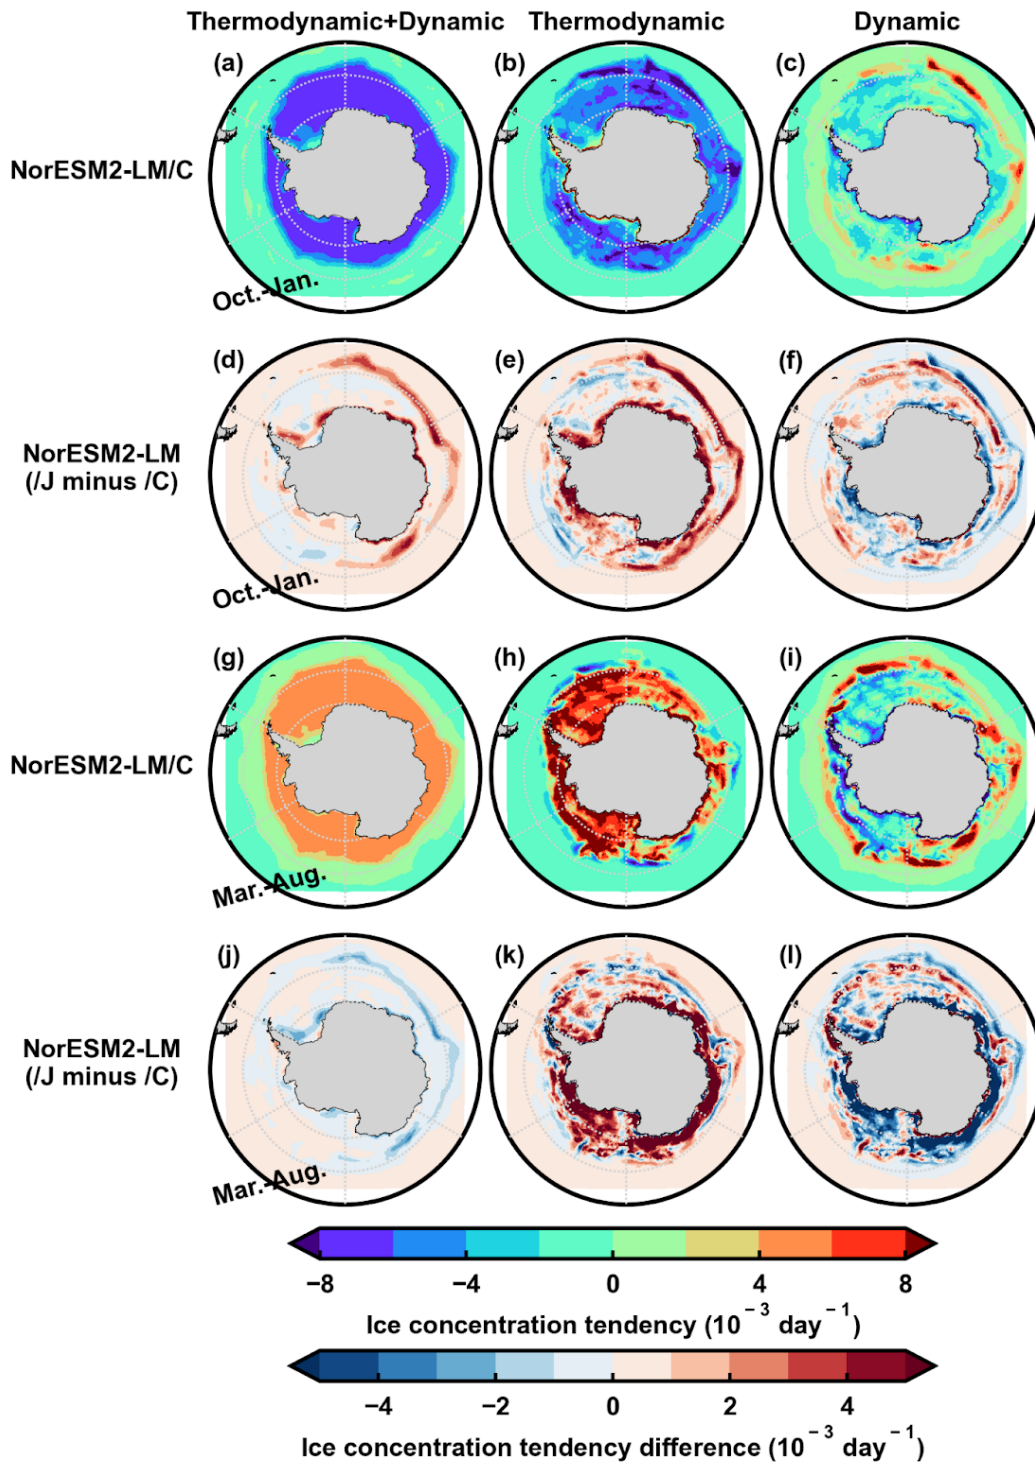 Thermodynamic+Dynamic Thermodynamic Dynamic
(a) (b) (c)
NorESM2-LM/C
Oct.-Jan.
(d) (e) (f)
NorESM2-LM
(/J minus /C)
Oct.-Jan.
(g) (h) (i)
NorESM2-LM/C
Mar.-Aug.
(j) (k) (l)
NorESM2-LM
(/J minus /C)
Mar.-Aug.
−8 −4 0 4 8
Ice concentration tendency (10⁻³ day⁻¹)
−4 −2 0 2 4
Ice concentration tendency difference (10⁻³ day⁻¹)